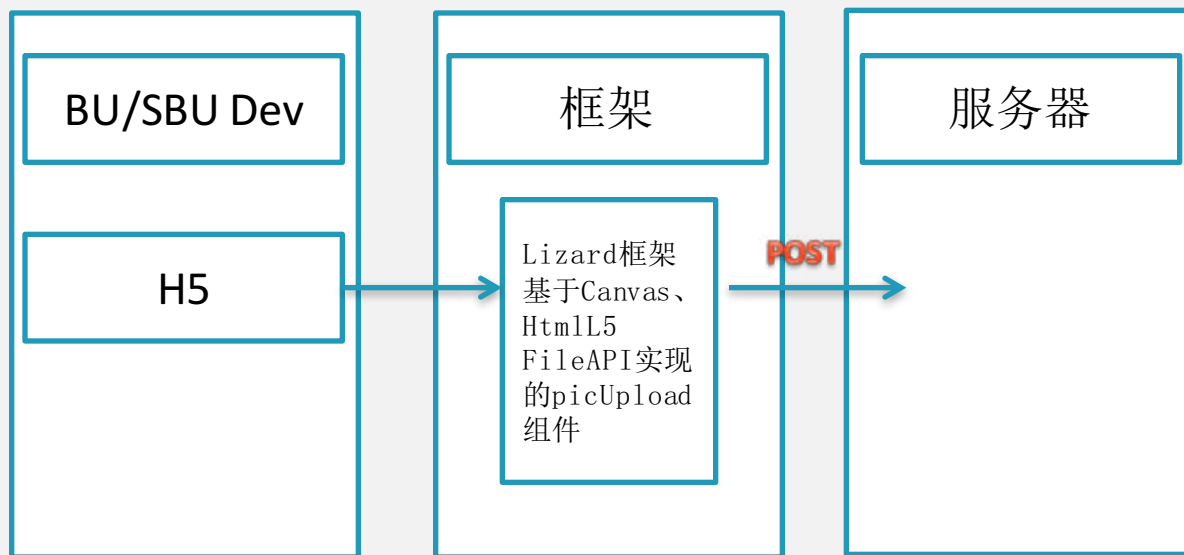 BU/SBU Dev
框架
服务器
H5
Lizard框架
基于Canvas、
HtmlL5
FileAPI实现
的picUpload
组件
POST